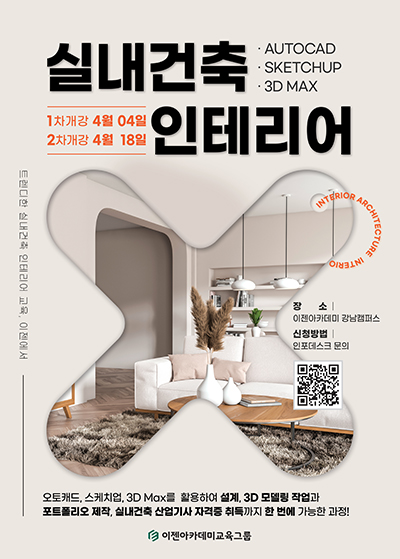 실내건축
· AUTOCAD
· SKETCHUP
· 3D MAX
1차개강 4월 04일
2차개강 4월 18일
인테리어
트렌디한 실내건축 인테리어 교육, 이젠에서
INTERIOR ARCHITECTURE INTERIO
장 소 |
이젠아카데미 강남캠퍼스
신청방법 |
인포데스크 문의
오토캐드, 스케치업, 3D Max를 활용하여 설계, 3D 모델링 작업과
포트폴리오 제작, 실내건축 산업기사 자격증 취득까지 한 번에 가능한 과정!
이젠아카데미교육그룹